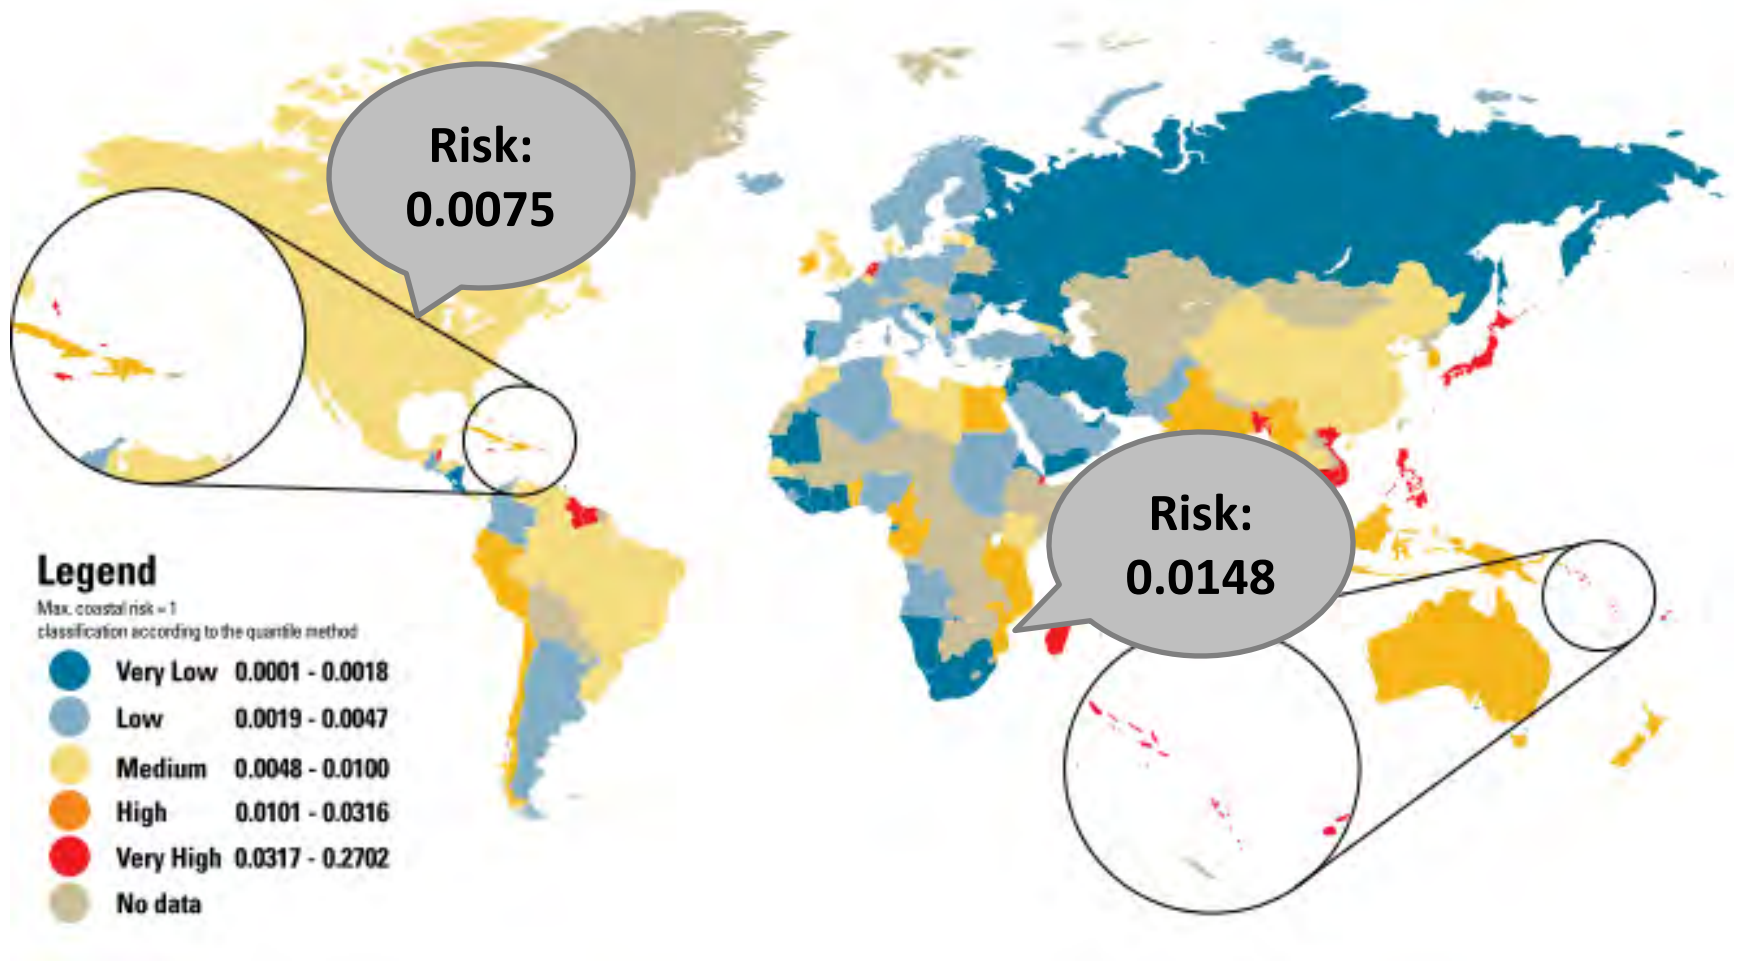 Risk:
0.0075
Risk:
0.0148
Legend
Max. coastal risk = 1
classification according to the quantile method
Very Low 0.0001 - 0.0018
Low 0.0019 - 0.0047
Medium 0.0048 - 0.0100
High 0.0101 - 0.0316
Very High 0.0317 - 0.2702
No data